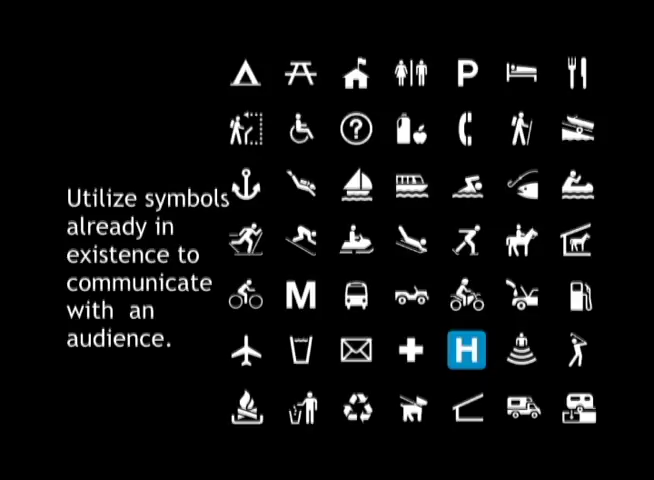 P
?
Utilize symbols
already in
existence to
communicate
with an
audience.
M
H